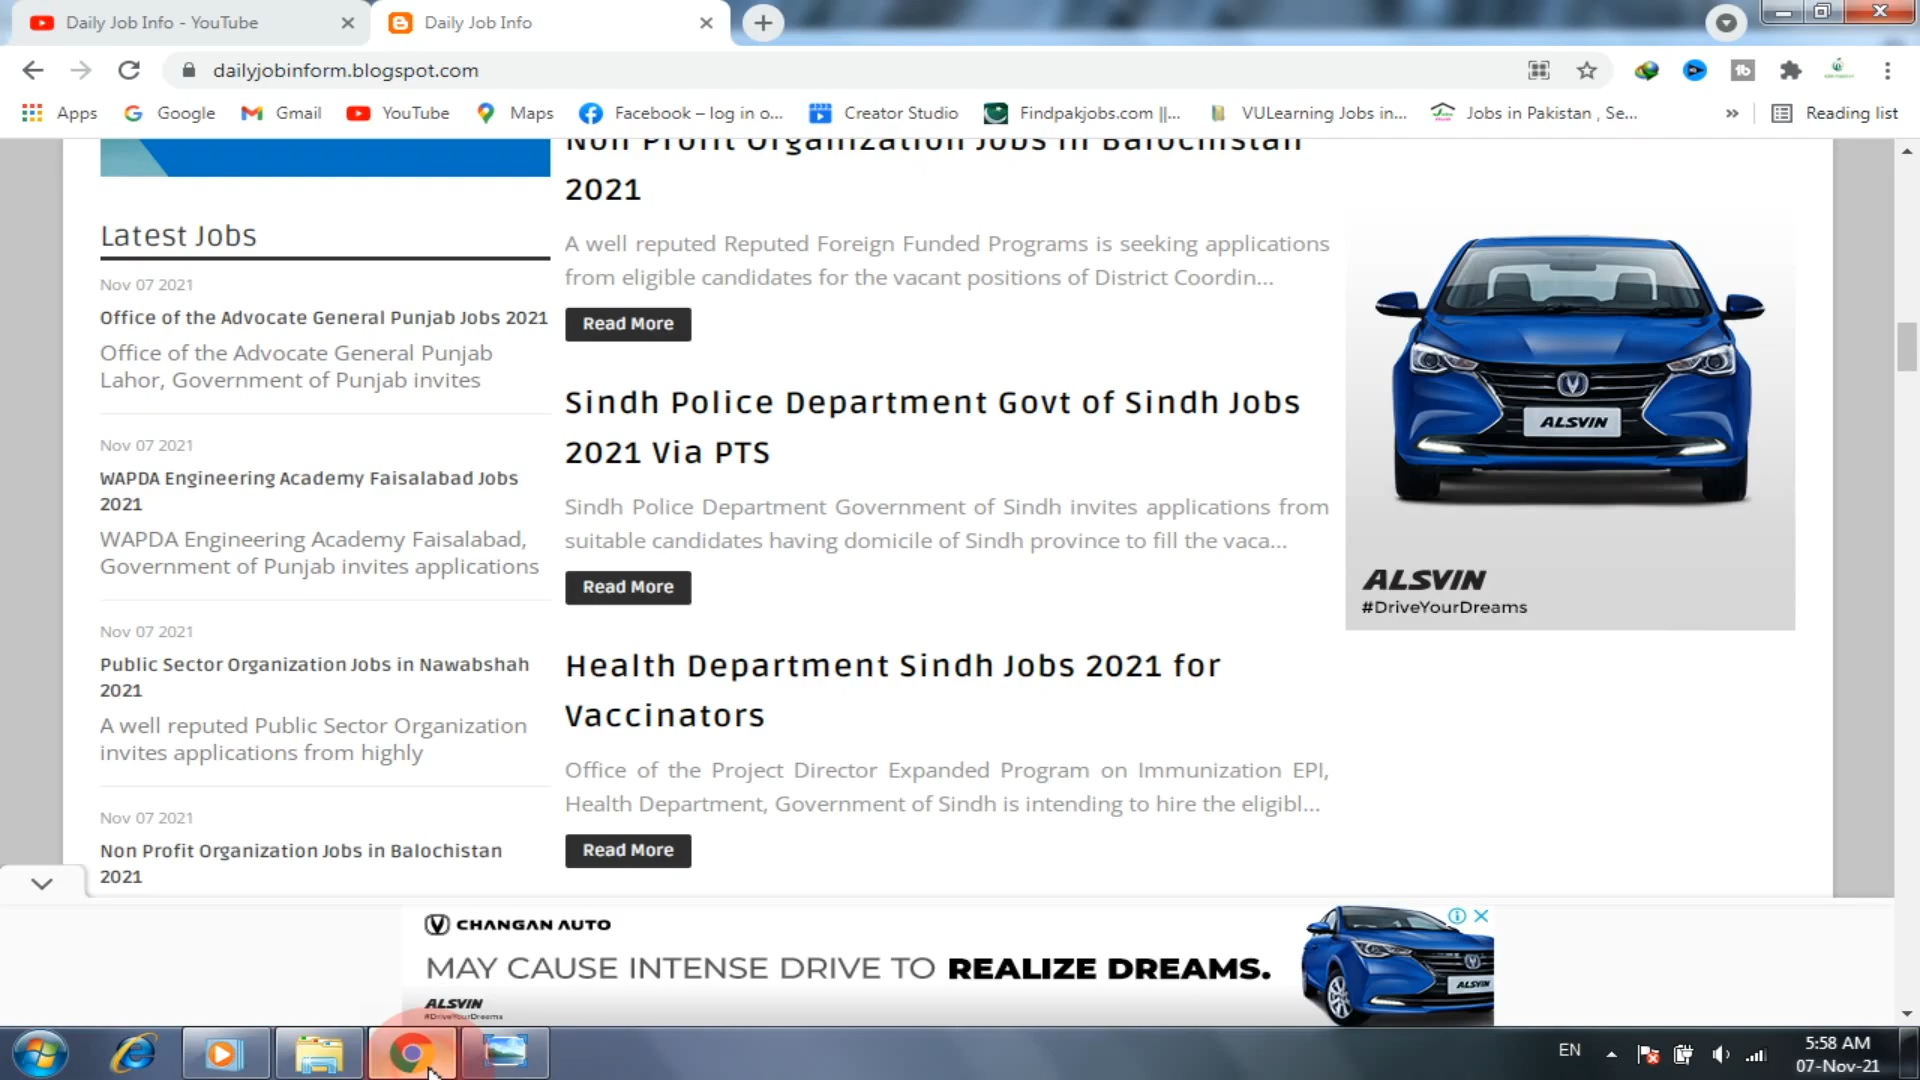 Daily Job Info - YouTube
Daily Job Info
dailyjobinform.blogspot.com
Apps
Google
Gmail
YouTube
Maps
Facebook – log in o...
Creator Studio
Findpakjobs.com ||...
VULearning Jobs in...
Jobs in Pakistan , Se...
»
Reading list
Latest Jobs
Nov 07 2021
Office of the Advocate General Punjab Jobs 2021
Office of the Advocate General Punjab
Lahor, Government of Punjab invites
Nov 07 2021
WAPDA Engineering Academy Faisalabad Jobs
2021
WAPDA Engineering Academy Faisalabad,
Government of Punjab invites applications
Nov 07 2021
Public Sector Organization Jobs in Nawabshah
2021
A well reputed Public Sector Organization
invites applications from highly
Nov 07 2021
Non Profit Organization Jobs in Balochistan
2021
Non Profit Organization Jobs in Balochistan
2021
A well reputed Reputed Foreign Funded Programs is seeking applications
from eligible candidates for the vacant positions of District Coordin...
Read More
Sindh Police Department Govt of Sindh Jobs
2021 Via PTS
Sindh Police Department Government of Sindh invites applications from
suitable candidates having domicile of Sindh province to fill the vaca...
Read More
Health Department Sindh Jobs 2021 for
Vaccinators
Office of the Project Director Expanded Program on Immunization EPI,
Health Department, Government of Sindh is intending to hire the eligibl...
Read More
ALSVIN
ALSVIN
#DriveYourDreams
CHANGAN AUTO
MAY CAUSE INTENSE DRIVE TO REALIZE DREAMS.
ALSVIN
#DriveYourDreams
ALSVIN
EN
5:58 AM
07-Nov-21